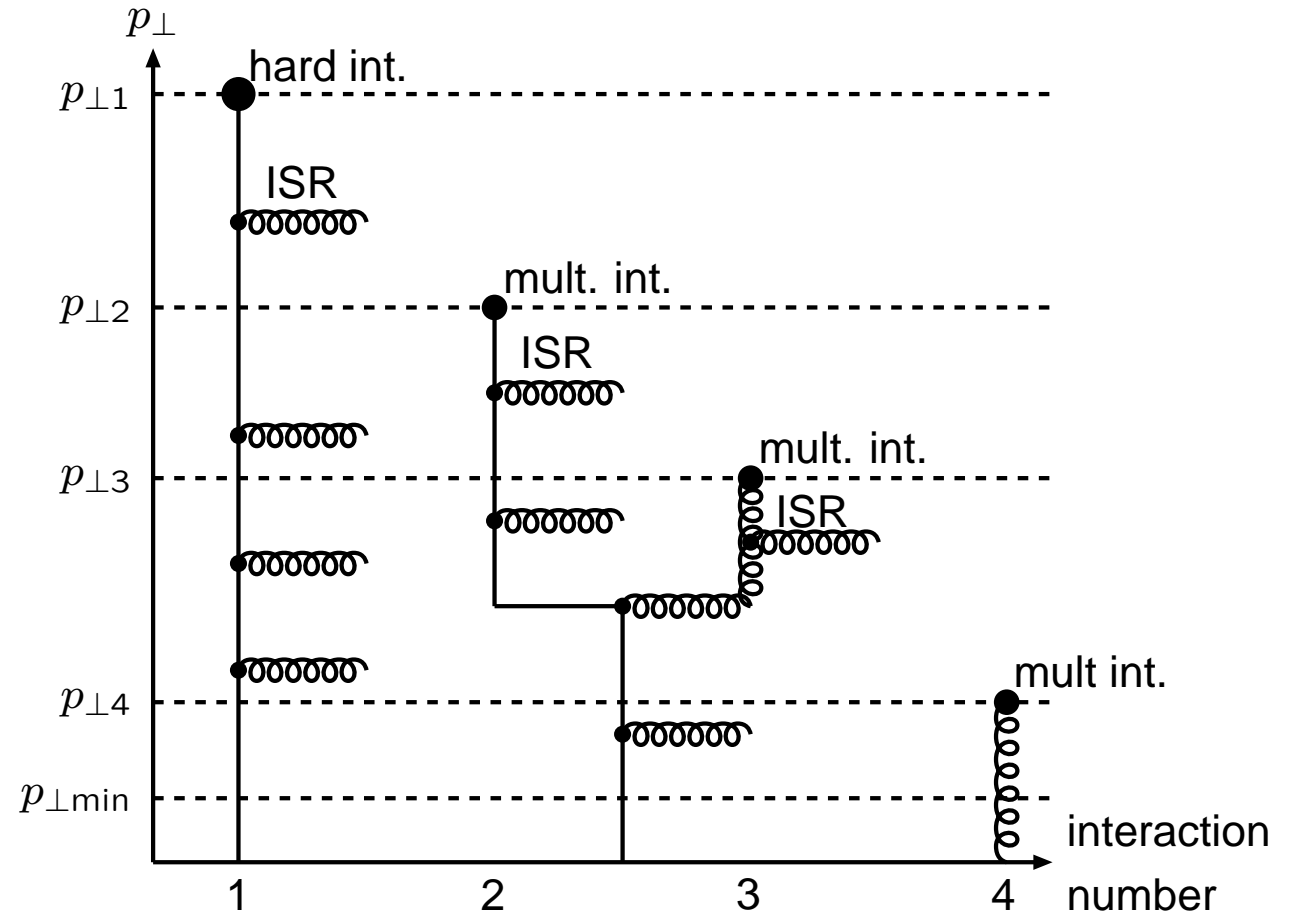 p⊥
hard int.
p⊥1
ISR
mult. int.
p⊥2
ISR
mult. int.
p⊥3
ISR
mult int.
p⊥4
p⊥min
interaction
1 2 3 4 number